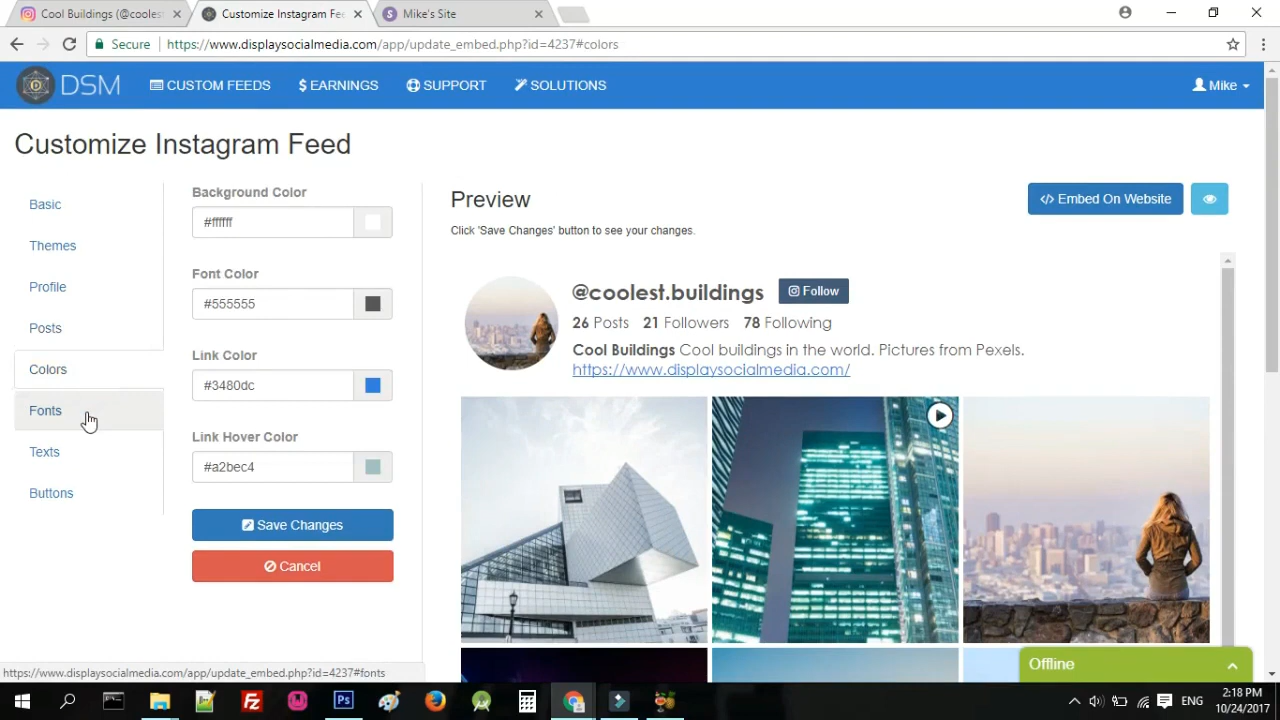 Cool Buildings (@coolest
Customize Instagram Fee
Mike's Site
Secure
https://www.displaysocialmedia.com/app/update_embed.php?id=4237#colors
DSM
CUSTOM FEEDS
$ EARNINGS
SUPPORT
SOLUTIONS
Mike
Customize Instagram Feed
Basic
Themes
Profile
Posts
Colors
Fonts
Texts
Buttons
Background Color
#ffffff
Font Color
#555555
Link Color
#3480dc
Link Hover Color
#a2bec4
Save Changes
Cancel
Preview
</> Embed On Website
Click 'Save Changes' button to see your changes.
@coolest.buildings
Follow
26 Posts 21 Followers 78 Following
Cool Buildings Cool buildings in the world. Pictures from Pexels.
https://www.displaysocialmedia.com/
Offline
https://www.displaysocialmedia.com/app/update_embed.php?id=4237#fonts
ENG
2:18 PM
10/24/2017